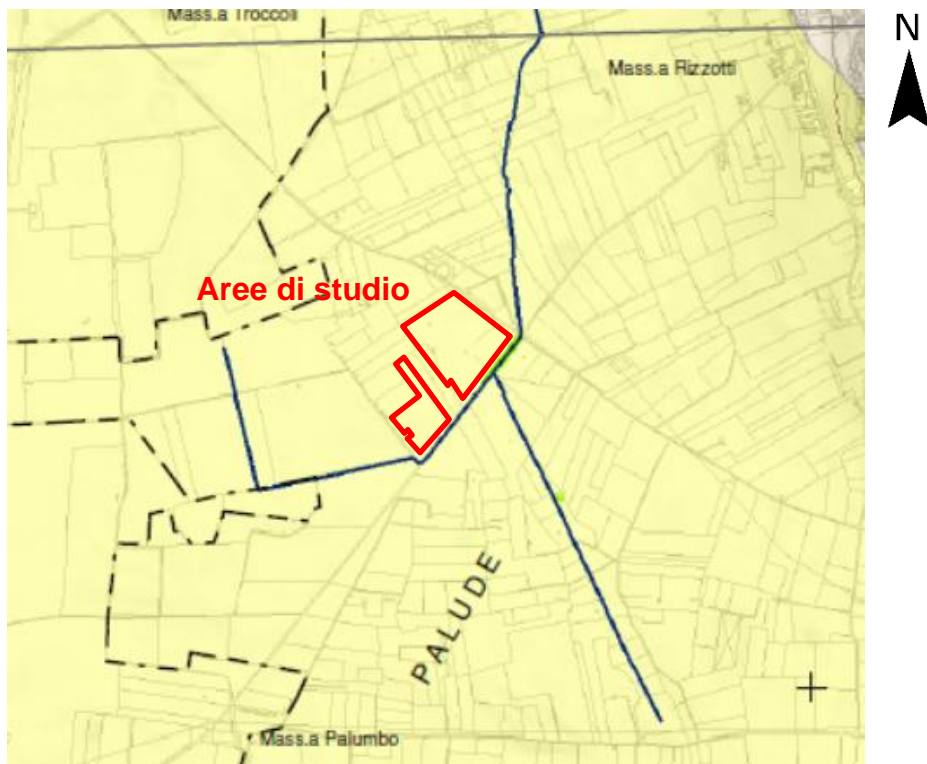 Mass.a Troccoli
N
Mass.a Rizzotti
Aree di studio
PALUDE
Mass.a Palumbo